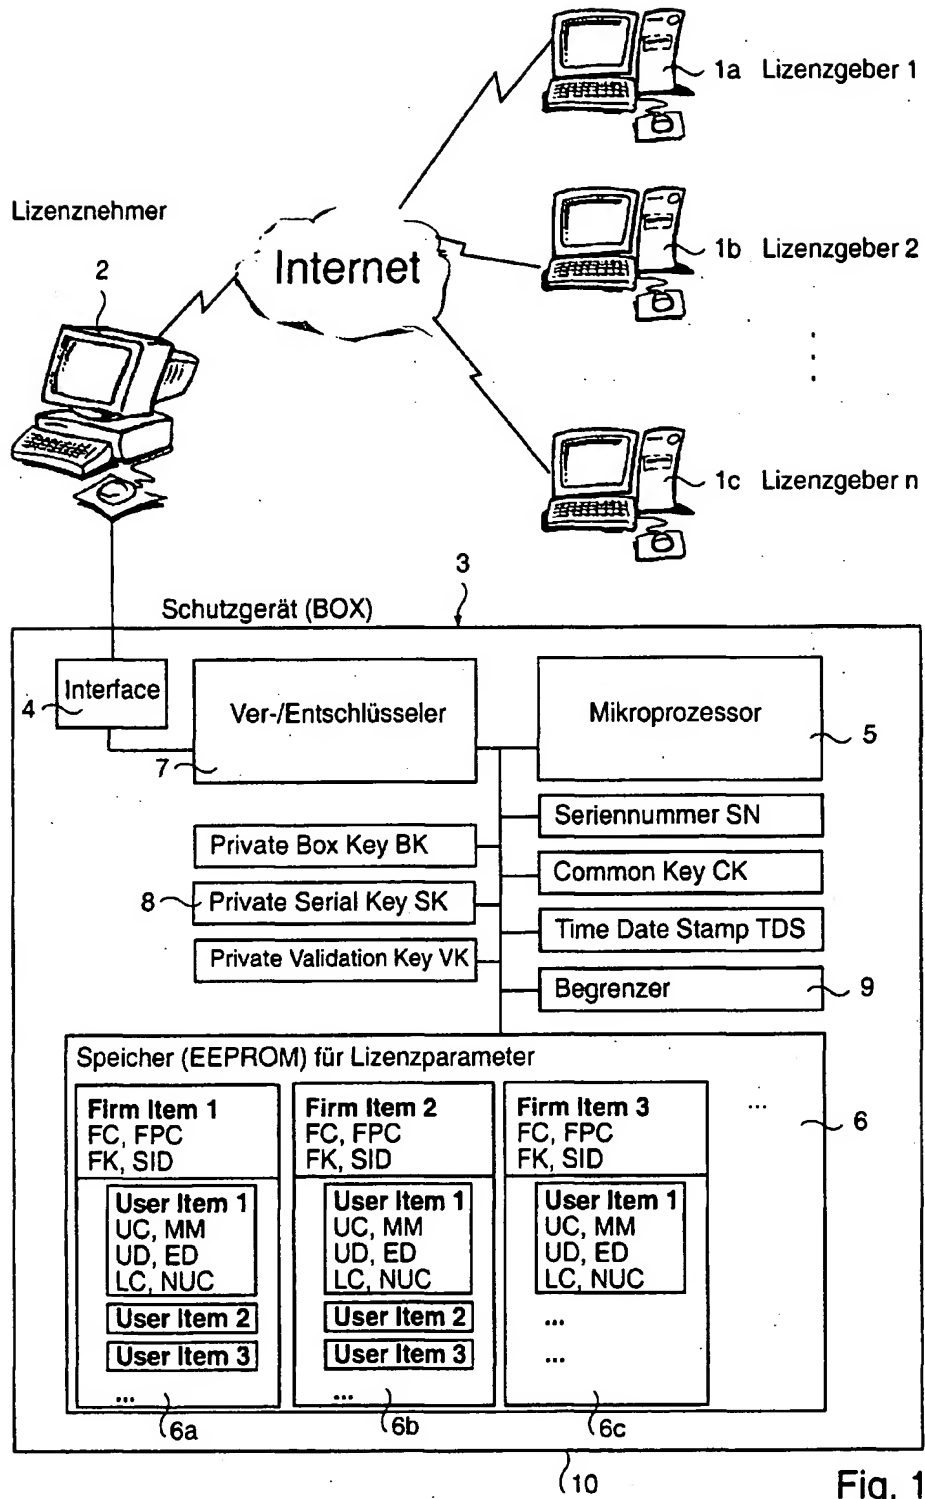 1a Lizenzgeber 1
Lizenznehmer
2
Internet
1b Lizenzgeber 2
1c Lizenzgeber n
3
Schutzgerät (BOX)
Interface
4
Ver-/Entschlüsseler
7
Mikroprozessor
5
Private Box Key BK
8
Private Serial Key SK
Private Validation Key VK
Seriennummer SN
Common Key CK
Time Date Stamp TDS
Begrenzer
9
Speicher (EEPROM) für Lizenzparameter
Firm Item 1
FC, FPC
FK, SID
User Item 1
UC, MM
UD, ED
LC, NUC
User Item 2
User Item 3
...
6a
Firm Item 2
FC, FPC
FK, SID
User Item 1
UC, MM
UD, ED
LC, NUC
User Item 2
User Item 3
...
6b
Firm Item 3
FC, FPC
FK, SID
User Item 1
UC, MM
UD, ED
LC, NUC
...
...
6c
...
6
10
Fig. 1